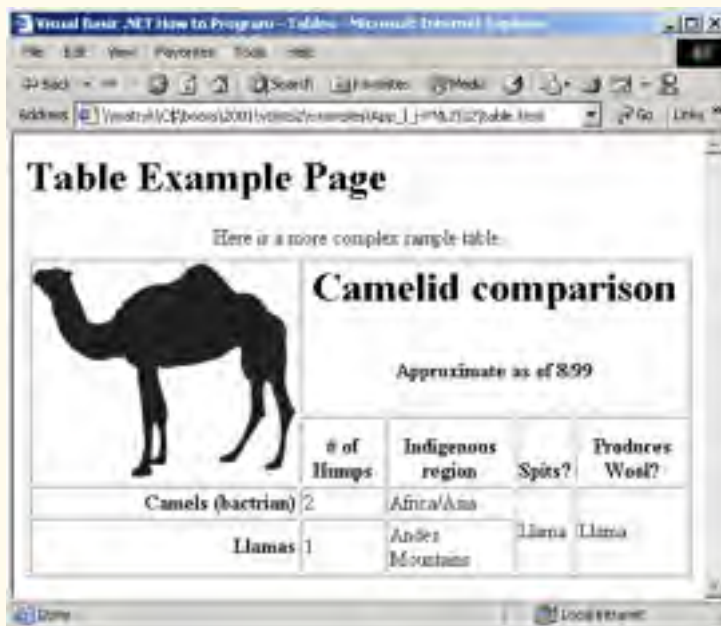 Visual Basic .NET How to Program - Tables - Microsoft Internet Explorer
File Edit View Favorites Tools Help
Back Search Favorites Media
Address Go Links
Table Example Page
Here is a more complex sample table.
Camelid comparison
Approximate as of 8/99
# of Humps Indigenous region Spits? Produces Wool?
Camels (bactrian) 2 Africa/Asia Llama Llama
Llamas 1 Andes Mountains
Done Local intranet